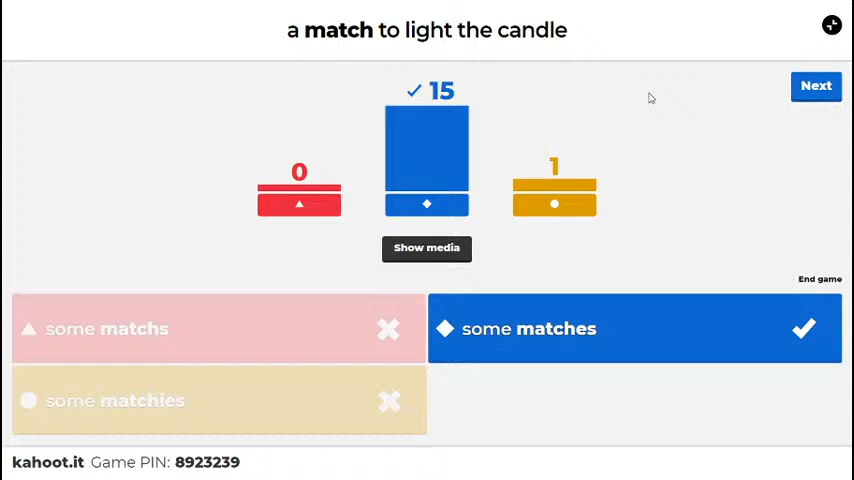 a match to light the candle
15
Next
0
1
Show media
End game
some matchs
some matches
some matchies
kahoot.it Game PIN: 8923239